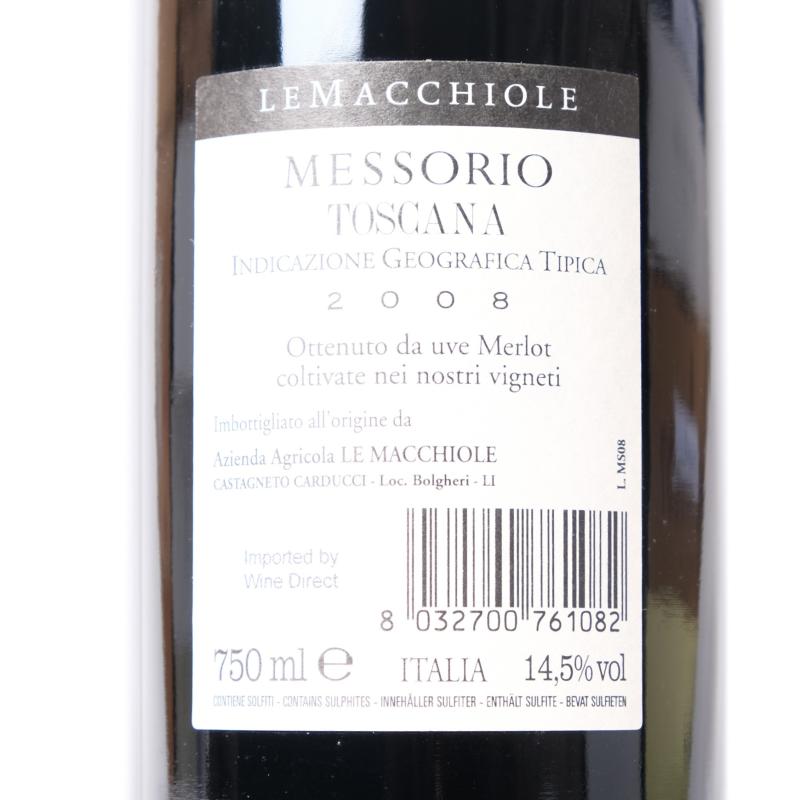 LEMACCHIOLE
MESSORIO
TOSCANA
INDICAZIONE GEOGRAFICA TIPICA
2008
Ottenuto da uve Merlot
coltivate nei nostri vigneti
Imbottigliato all'origine da
Azienda Agricola LE MACCHIOLE
CASTAGNETO CARDUCCI - Loc. Bolgheri - LI
L. MS08
Imported by
Wine Direct
8 032700 761082
750 ml ℮ ITALIA 14,5% vol
CONTIENE SOLFITI - CONTAINS SULPHITES - INNEHÅLLER SULFITER - ENTHÄLT SULFITE - BEVAT SULFIETEN